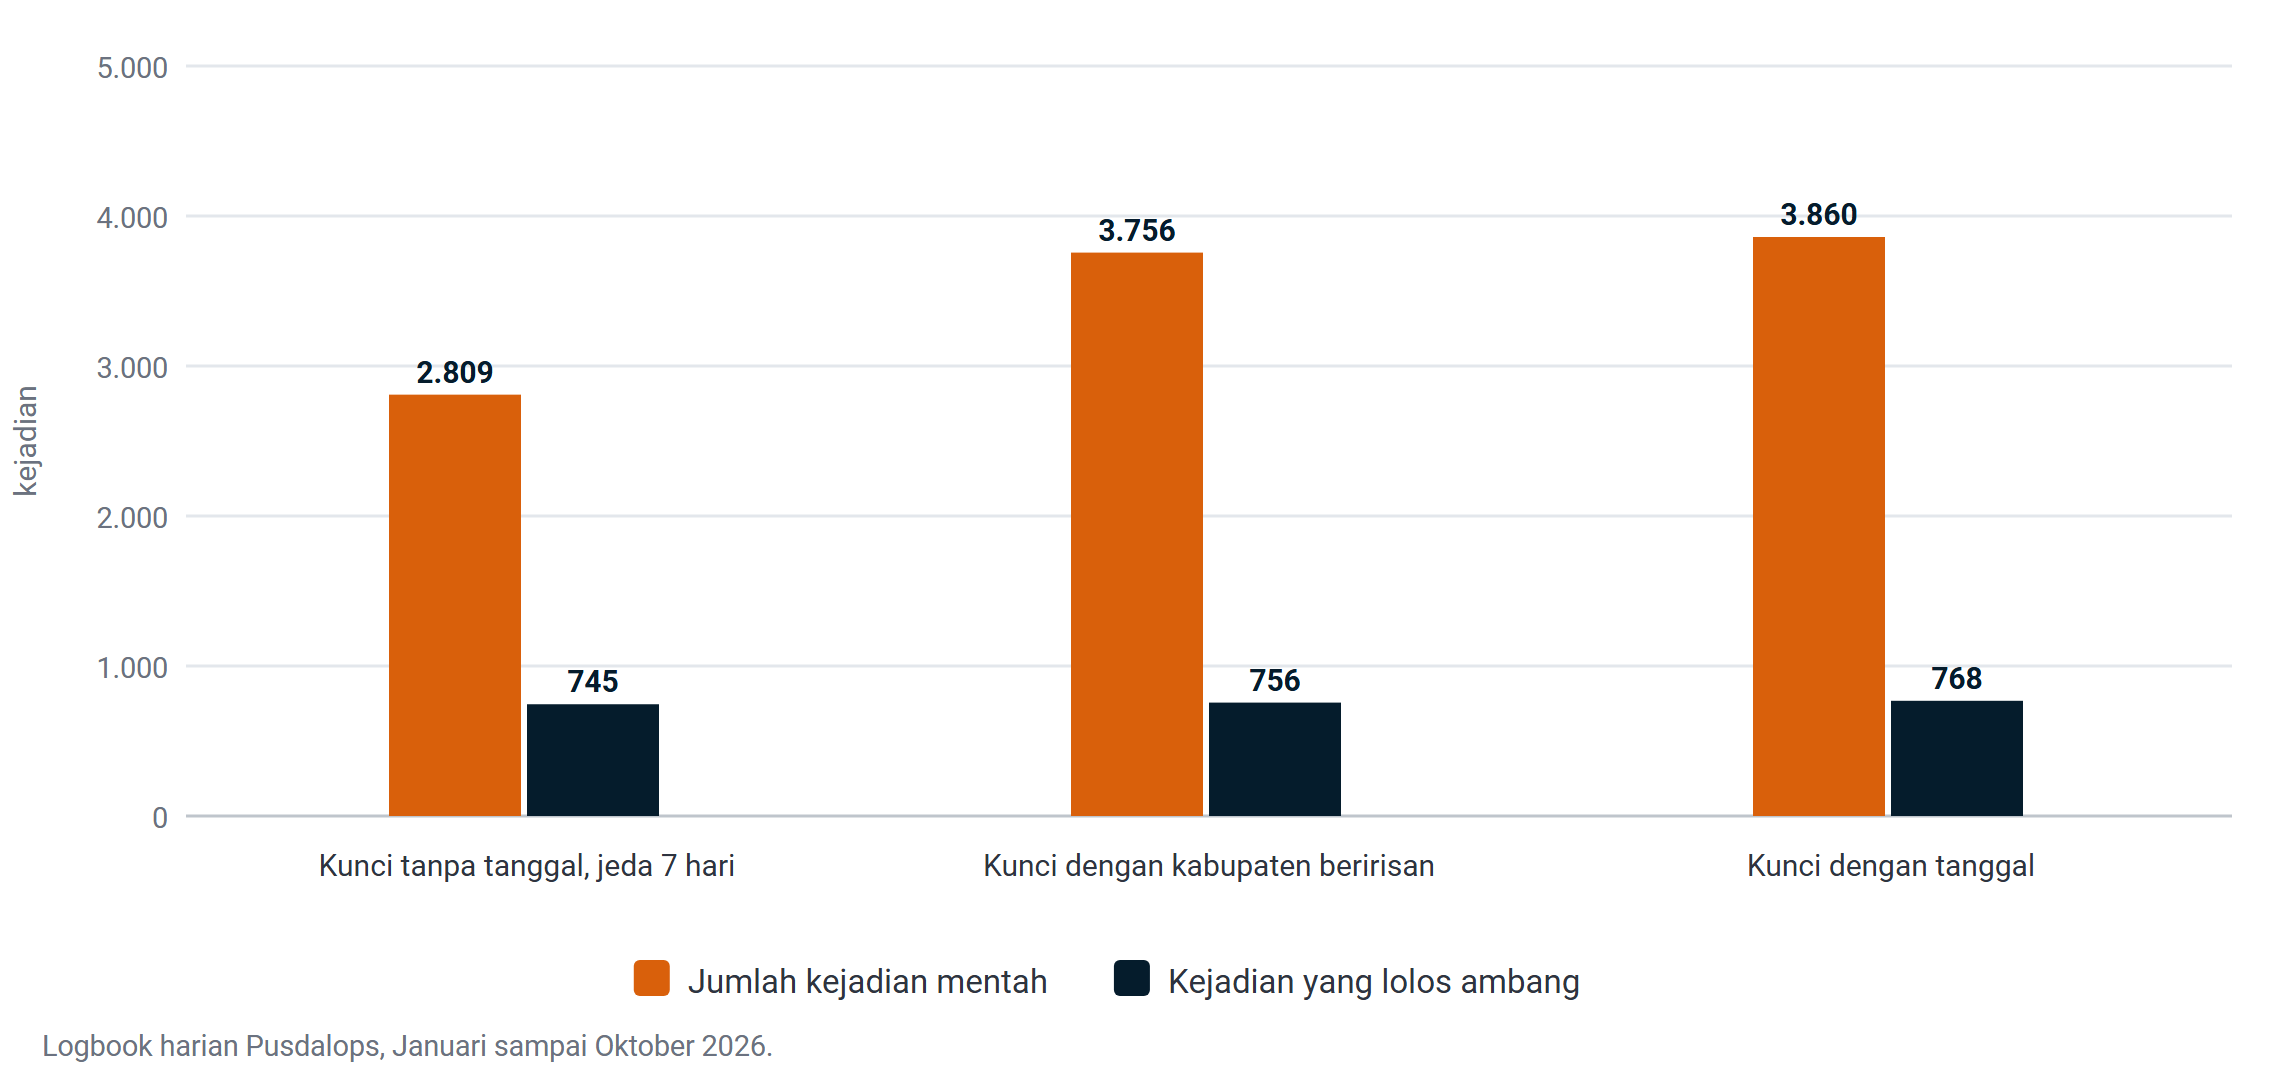 5.000
4.000
3.000
2.000
1.000
0
kejadian
2.809
745
3.756
756
3.860
768
Kunci tanpa tanggal, jeda 7 hari
Kunci dengan kabupaten beririsan
Kunci dengan tanggal
Jumlah kejadian mentah
Kejadian yang lolos ambang
Logbook harian Pusdalops, Januari sampai Oktober 2026.